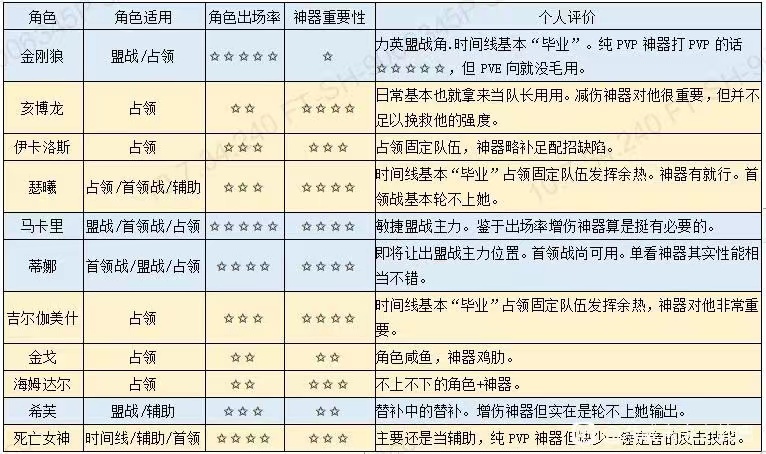 角色 角色适用 角色出场率 神器重要性 个人评价
金刚狼 盟战/占领 ☆☆☆☆☆ ☆ 力英盟战角.时间线基本“毕业”。纯PVP神器打PVP的话
☆☆☆☆☆，但PVE向就没毛用。
亥博龙 占领 ☆☆ ☆☆☆☆ 日常基本也就拿来当队长用用。减伤神器对他很重要，但并不
足以挽救他的强度。
伊卡洛斯 占领 ☆☆☆ ☆☆☆ 占领固定队伍，神器略补足配招缺陷。
瑟曦 占领/首领战/辅助 ☆☆☆ ☆☆☆☆ 时间线基本“毕业”占领固定队伍发挥余热。神器有就行。首
领战基本轮不上她。
马卡里 盟战/首领战/占领 ☆☆☆☆☆ ☆☆☆☆ 敏捷盟战主力。鉴于出场率增伤神器算是挺有必要的。
蒂娜 首领战/盟战/占领 ☆☆☆☆ ☆☆☆☆ 即将让出盟战主力位置。首领战尚可用。单看神器其实性能相
当不错。
吉尔伽美什 占领 ☆☆☆ ☆☆☆☆ 时间线基本“毕业”占领固定队伍发挥余热，神器对他非常重
要。
金戈 占领 ☆☆ ☆☆ 角色咸鱼，神器鸡肋。
海姆达尔 占领 ☆☆ ☆☆☆ 不上不下的角色+神器。
希芙 盟战/辅助 ☆☆ ☆☆ 替补中的替补。增伤神器但实在是轮不上她输出。
死亡女神 时间线/辅助/首领 ☆☆☆☆ ☆☆☆ 主要还是当辅助，纯PVP神器但